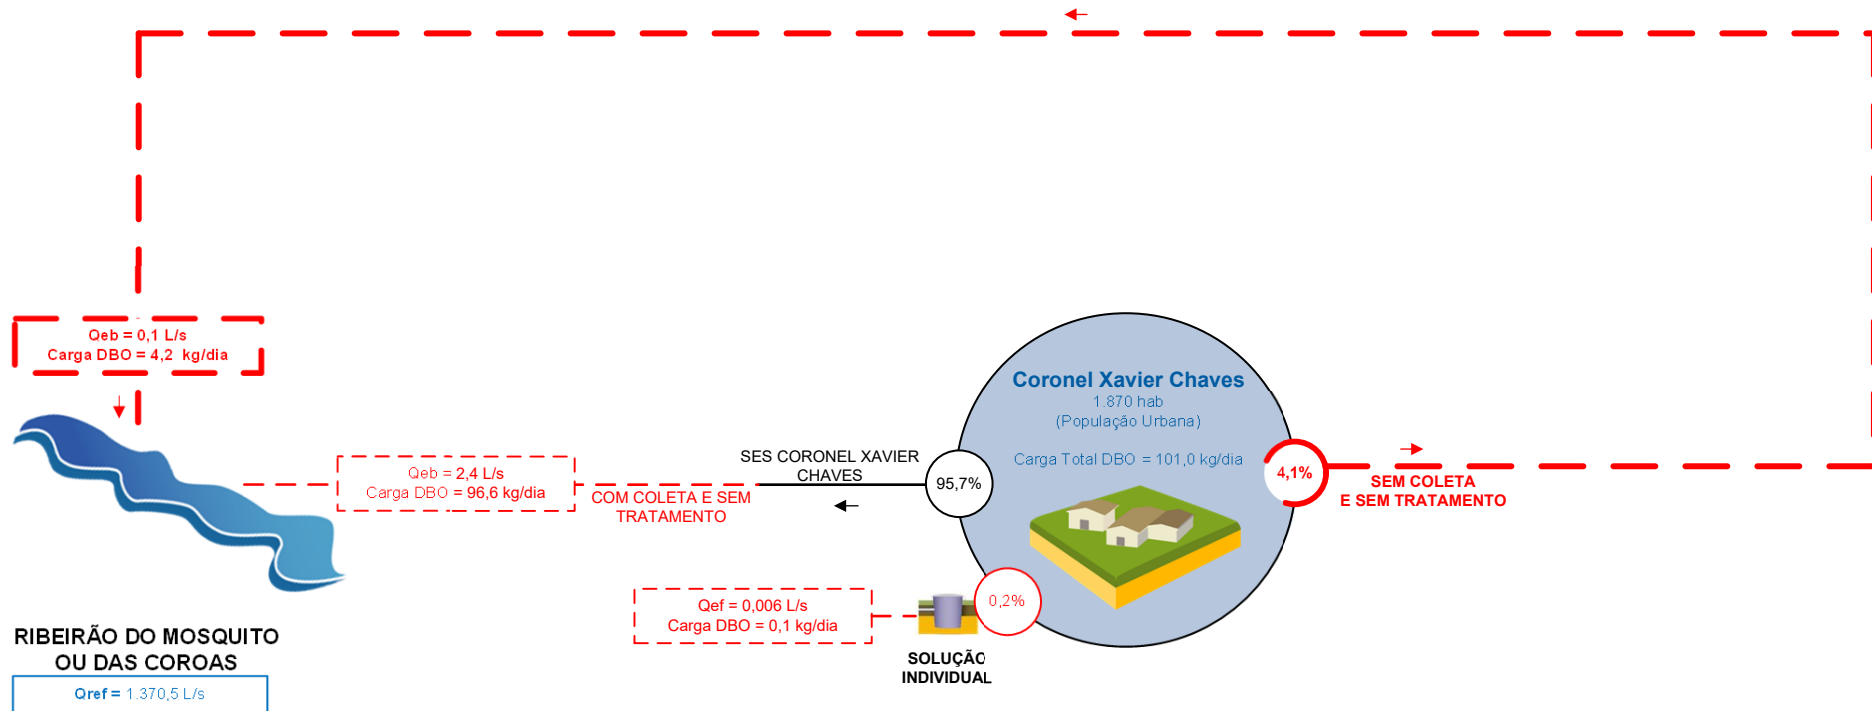 Qeb = 0,1 L/s
Carga DBO = 4,2 kg/dia
Coronel Xavier Chaves
1.870 hab
(População Urbana)
Carga Total DBO = 101,0 kg/dia
SES CORONEL XAVIER
CHAVES
95,7%
4,1%
SEM COLETA
E SEM TRATAMENTO
Qeb = 2,4 L/s
Carga DBO = 96,6 kg/dia
COM COLETA E SEM
TRATAMENTO
Qef = 0,006 L/s
Carga DBO = 0,1 kg/dia
0,2%
SOLUÇÃO
INDIVIDUAL
RIBEIRÃO DO MOSQUITO
OU DAS COROAS
Qref = 1.370,5 L/s